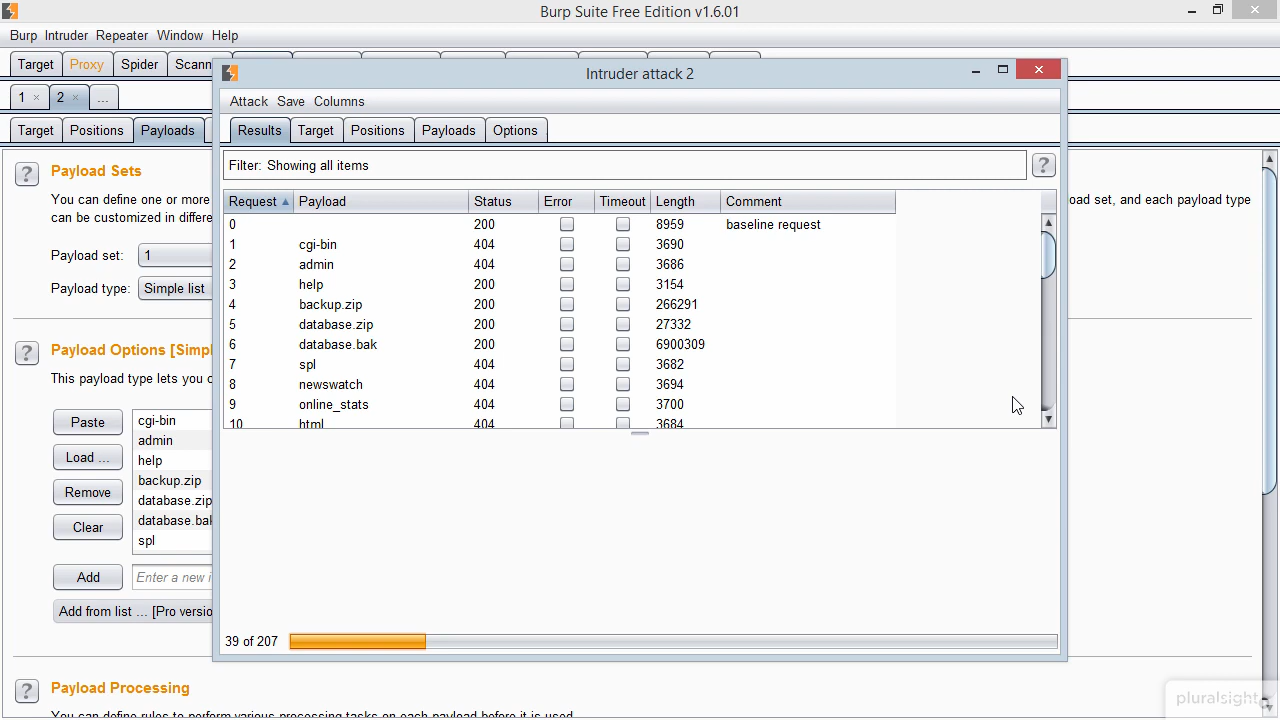 Burp Suite Free Edition v1.6.01
Burp Intruder Repeater Window Help
Target Proxy Spider
Intruder attack 2
1 × 2 × ...
Attack Save Columns
Target Positions Payloads
Results Target Positions Payloads Options
Filter: Showing all items ?
? Payload Sets
You can define one or more
can be customized in
oad set, and each payload type
Payload set: 1
Payload type: Simple list
Request Payload Status Error Timeout Length Comment
0 200 8959 baseline request
1 cgi-bin 404 3690
2 admin 404 3686
3 help 200 3154
4 backup.zip 200 266291
5 database.zip 200 27332
6 database.bak 200 6900309
7 spl 404 3682
8 newswatch 404 3694
9 online_stats 404 3700
10 html 404 3684
? Payload Options [Simpl
This payload type lets you
Paste
Load ...
Remove
Clear
cgi-bin
admin
help
backup.zip
database.zip
database.bak
spl
Add Enter a new i
Add from list ... [Pro versio
39 of 207
? Payload Processing
You can define rules to perform various processing tasks on each payload before it is used.
pluralsight